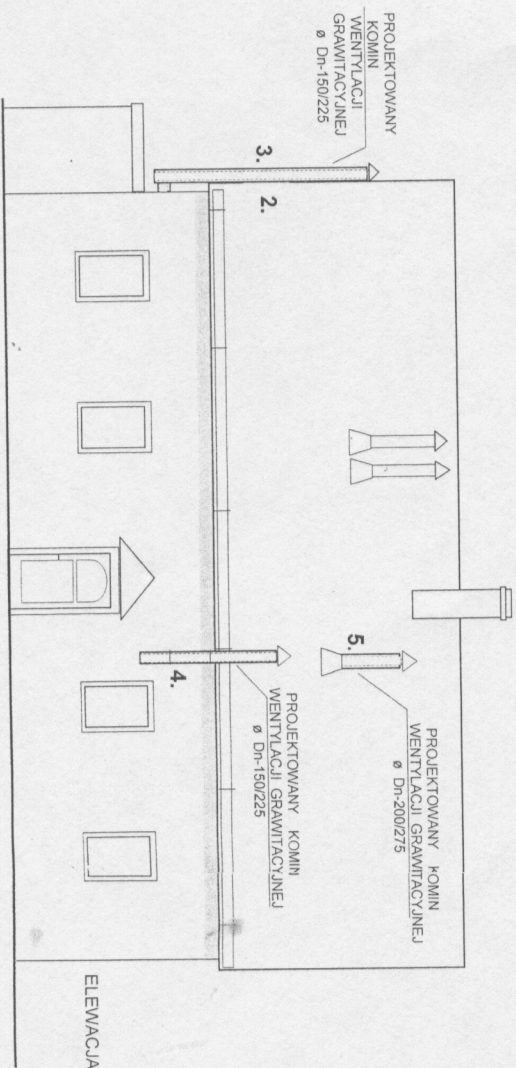 PROJEKTOWANY
KOMIN
WENTYLACJI
GRAWITACYJNEJ
ø Dn-150/225
3.
2.
5.
PROJEKTOWANY KOMIN
WENTYLACJI GRAWITACYJNEJ
ø Dn-200/275
4.
PROJEKTOWANY KOMIN
WENTYLACJI GRAWITACYJNEJ
ø Dn-150/225
ELEWACJA